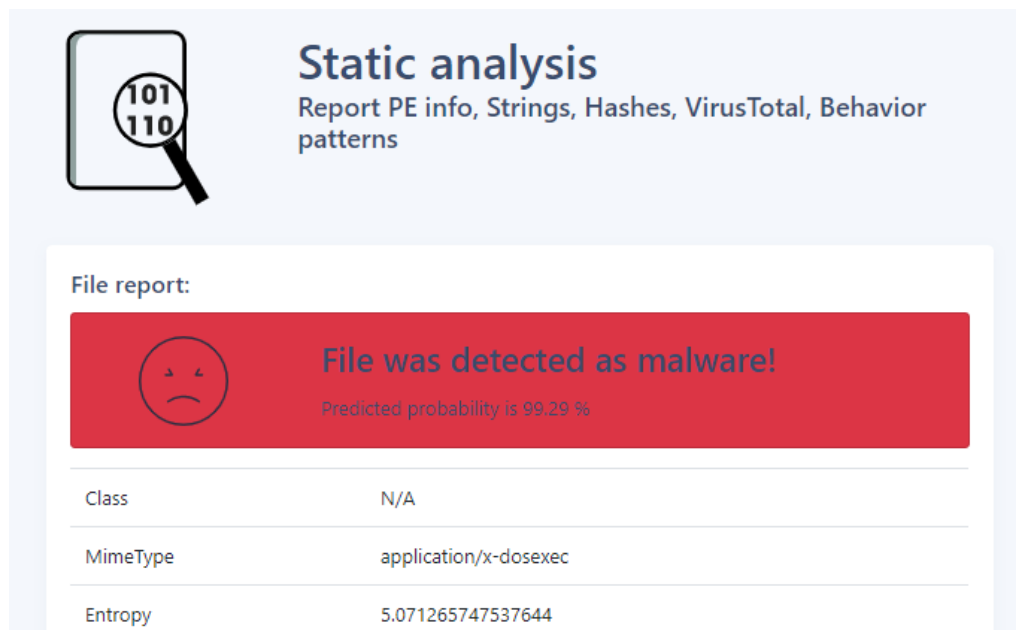 101
110
Static analysis
Report PE info, Strings, Hashes, VirusTotal, Behavior
patterns
File report:
File was detected as malware!
Predicted probability is 99.29 %
Class N/A
MimeType application/x-dosexec
Entropy 5.071265747537644